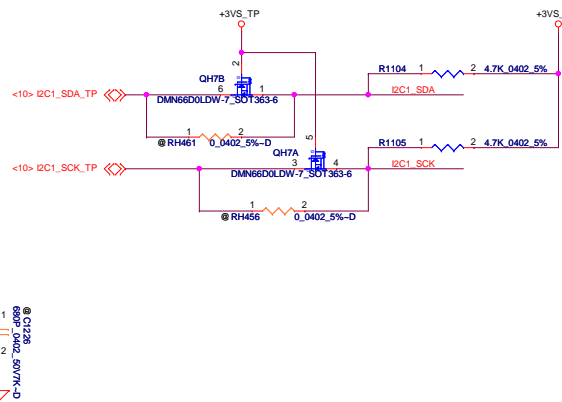 +3VS_TP
+3VS_
2
QH7B
6
1
R1104
1
2
4.7K_0402_5%
<10> I2C1_SDA_TP
I2C1_SDA
DMN66D0LDW-7_SOT363-6
1
2
@ RH461
0_0402_5%~D
5
QH7A
3
4
R1105
1
2
4.7K_0402_5%
<10> I2C1_SCK_TP
I2C1_SCK
DMN66D0LDW-7_SOT363-6
1
2
@ RH456
0_0402_5%~D
1
2
@ C1226
680P_0402_50V7K~D